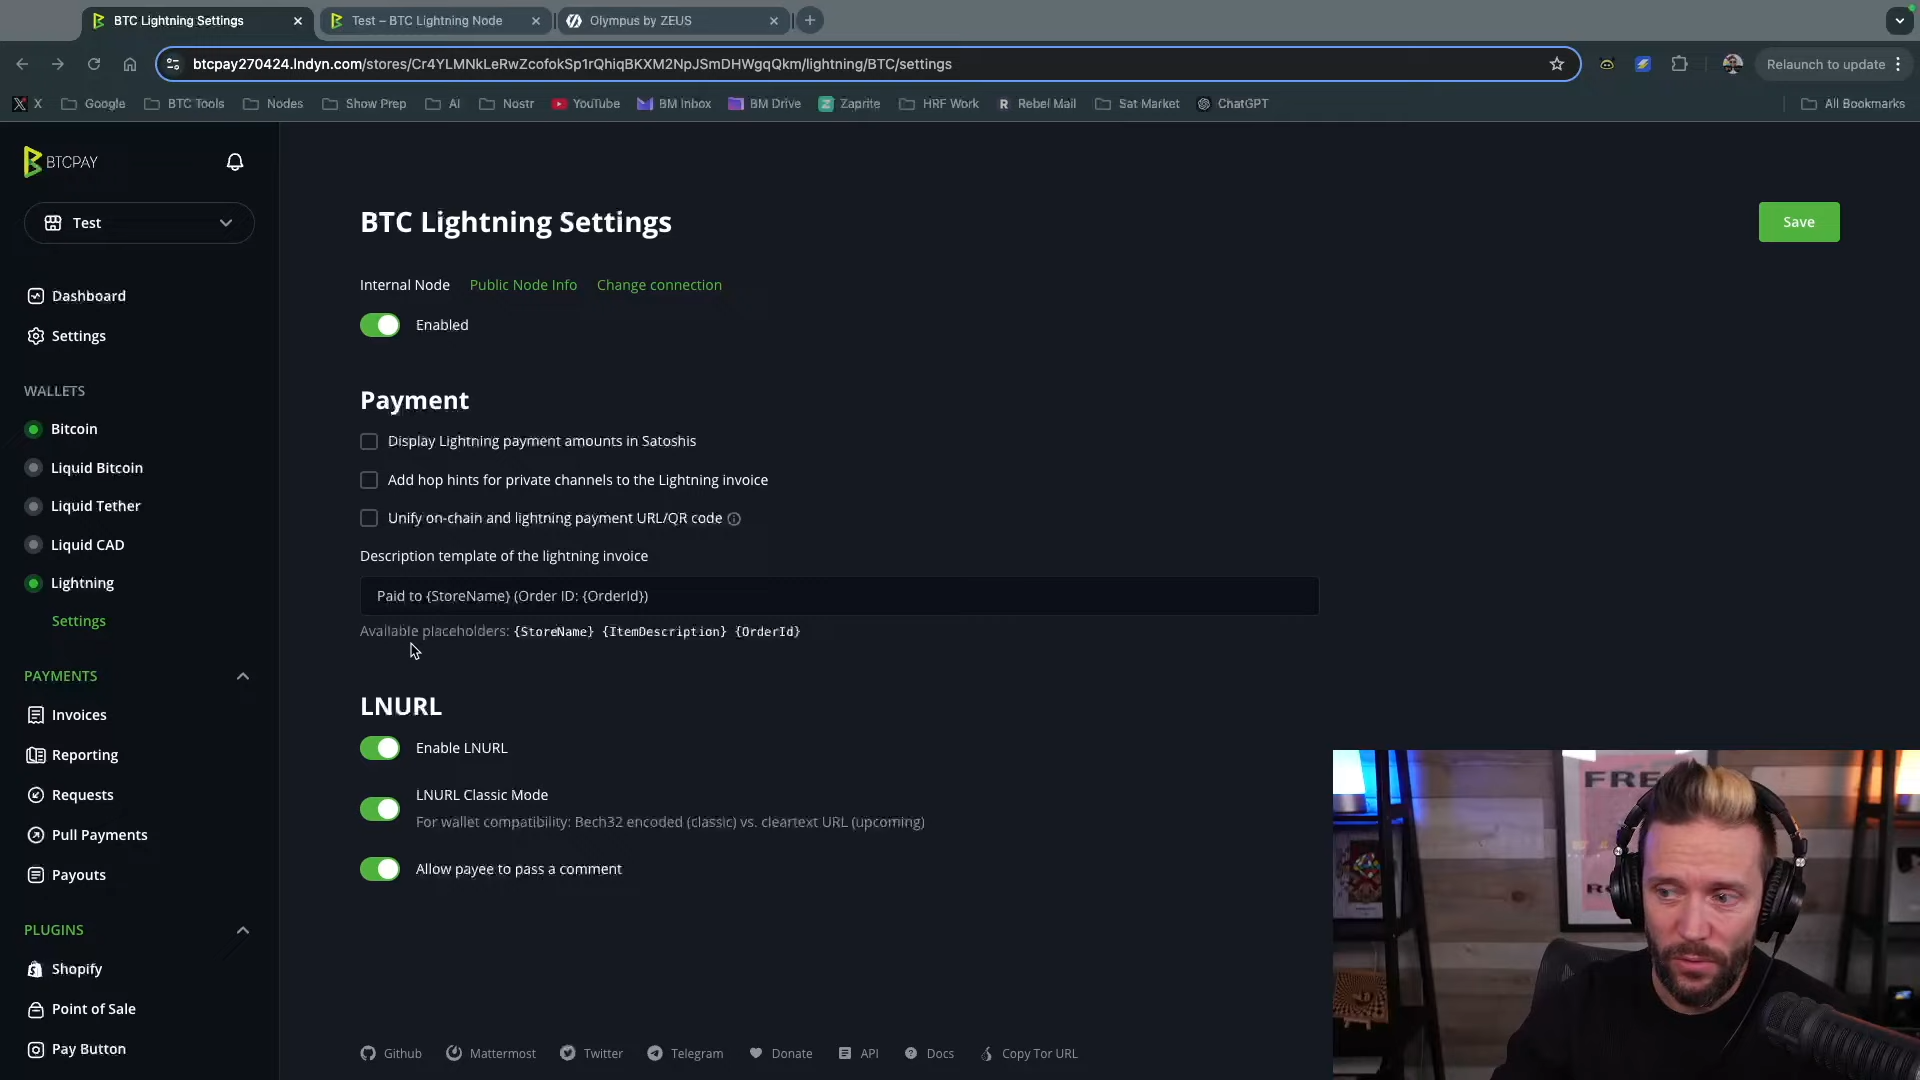 BTC Lightning Settings
Test – BTC Lightning Node
Olympus by ZEUS
btcpay270424.lndyn.com/stores/Cr4YLMNkLeRwZcofokSp1rQhiqBKXM2NpJSmDHWgqQkm/lightning/BTC/settings
Relaunch to update
X
Google
BTC Tools
Nodes
Show Prep
AI
Nostr
YouTube
BM Inbox
BM Drive
Zaprite
HRF Work
Rebel Mail
Sat Market
ChatGPT
All Bookmarks
BTCPAY
Test
Dashboard
Settings
WALLETS
Bitcoin
Liquid Bitcoin
Liquid Tether
Liquid CAD
Lightning
Settings
PAYMENTS
Invoices
Reporting
Requests
Pull Payments
Payouts
PLUGINS
Shopify
Point of Sale
Pay Button
BTC Lightning Settings
Save
Internal Node Public Node Info Change connection
Enabled
Payment
Display Lightning payment amounts in Satoshis
Add hop hints for private channels to the Lightning invoice
Unify on-chain and lightning payment URL/QR code
Description template of the lightning invoice
Paid to {StoreName} (Order ID: {OrderId})
Available placeholders: {StoreName} {ItemDescription} {OrderId}
LNURL
Enable LNURL
LNURL Classic Mode
For wallet compatibility: Bech32 encoded (classic) vs. cleartext URL (upcoming)
Allow payee to pass a comment
Github
Mattermost
Twitter
Telegram
Donate
API
Docs
Copy Tor URL